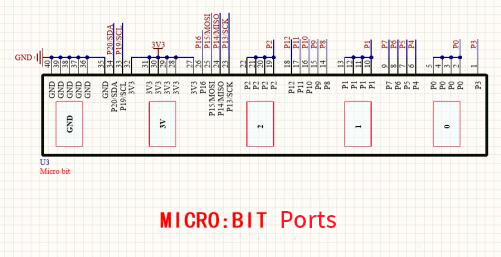 P20/SDA P19/SCL P16 P15/MOSI P14/MISO P13/SCK P2 P12 P11 P10 P9 P8 P1 P7 P6 P5 P4 P0 P3
GND 3V3
40 39 38 37 36 35 34 33 32 31 30 29 28 27 26 25 24 23 22 21 20 19 18 17 16 15 14 13 12 11 10 9 8 7 6 5 4 3 2 1
GND GND GND GND GND GND P20/SDA P19/SCL 3V3 3V3 3V3 3V3 3V3 3V3 P16 P15/MOSI P14/MISO P13/SCK P2 P2 P2 P2 P12 P11 P10 P9 P8 P1 P1 P1 P1 P7 P6 P5 P4 P0 P0 P0 P0 P3
GND 3V 2 1 0
U3
Micro bit
MICRO:BIT Ports